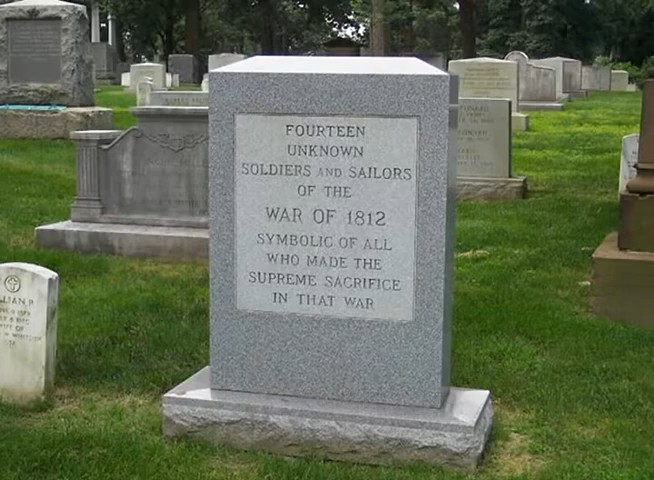 FOURTEEN
UNKNOWN
SOLDIERS AND SAILORS
OF THE
WAR OF 1812
SYMBOLIC OF ALL
WHO MADE THE
SUPREME SACRIFICE
IN THAT WAR
LLIAN P